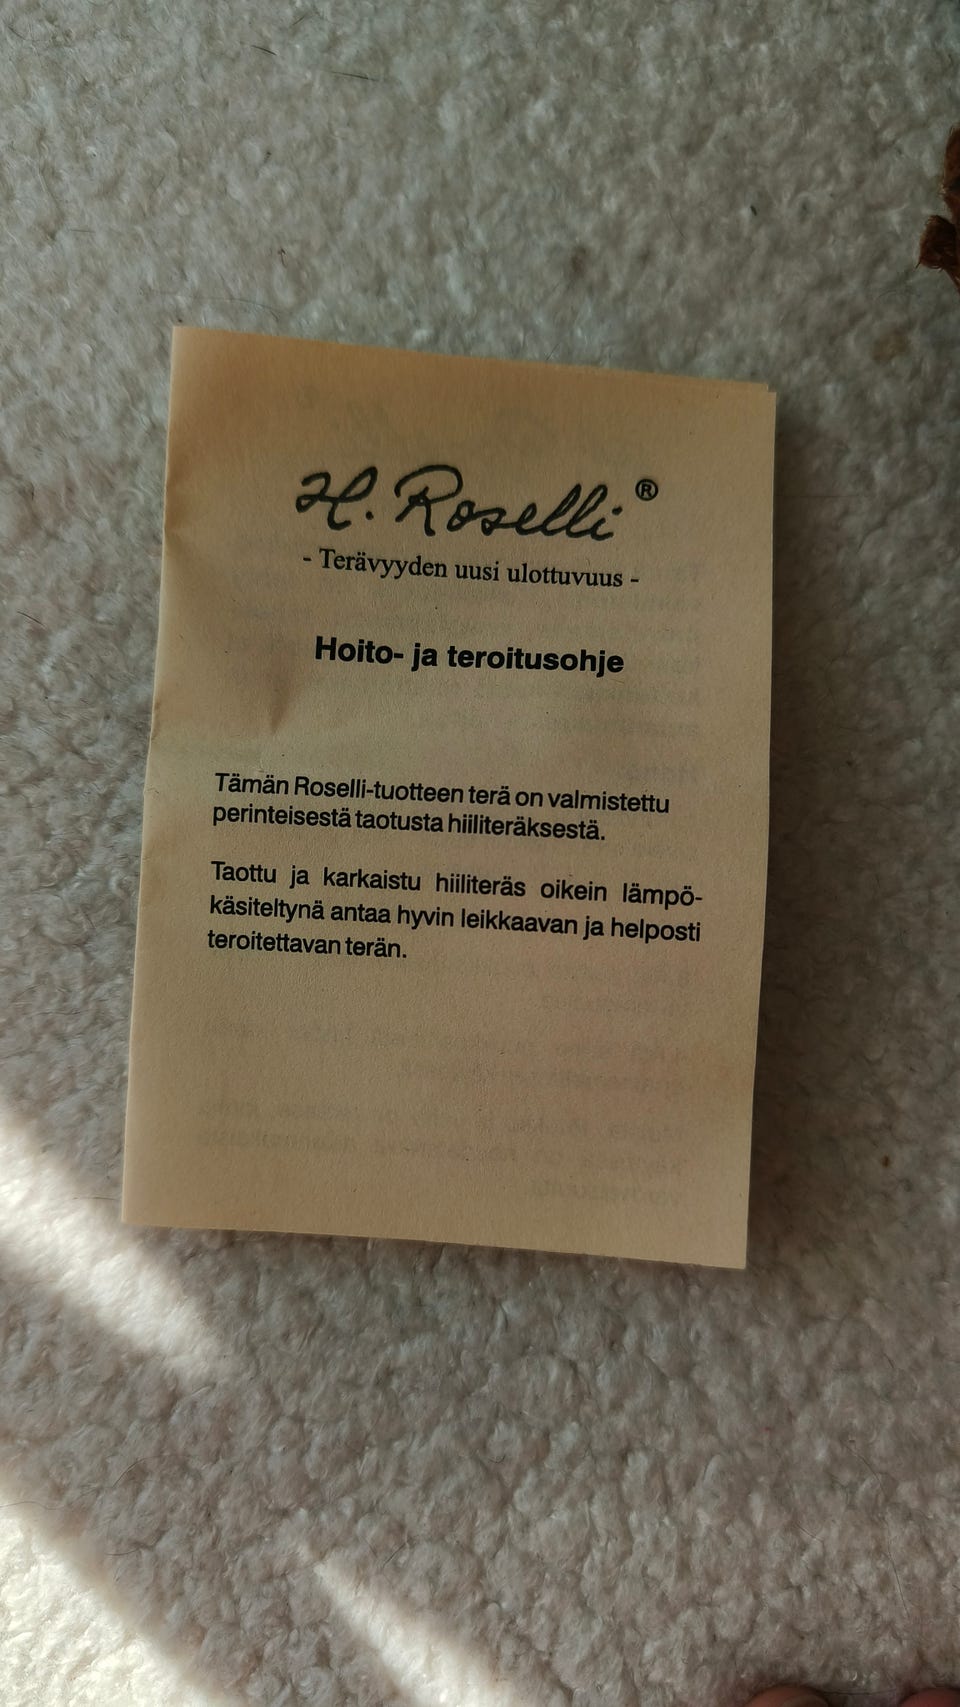 H. Roselli®
- Terävyyden uusi ulottuvuus -
Hoito- ja teroitusohje
Tämän Roselli-tuotteen terä on valmistettu
perinteisestä taotusta hiiliteräksestä.
Taottu ja karkaistu hiiliteräs oikein lämpö-
käsiteltynä antaa hyvin leikkaavan ja helposti
teroitettavan terän.